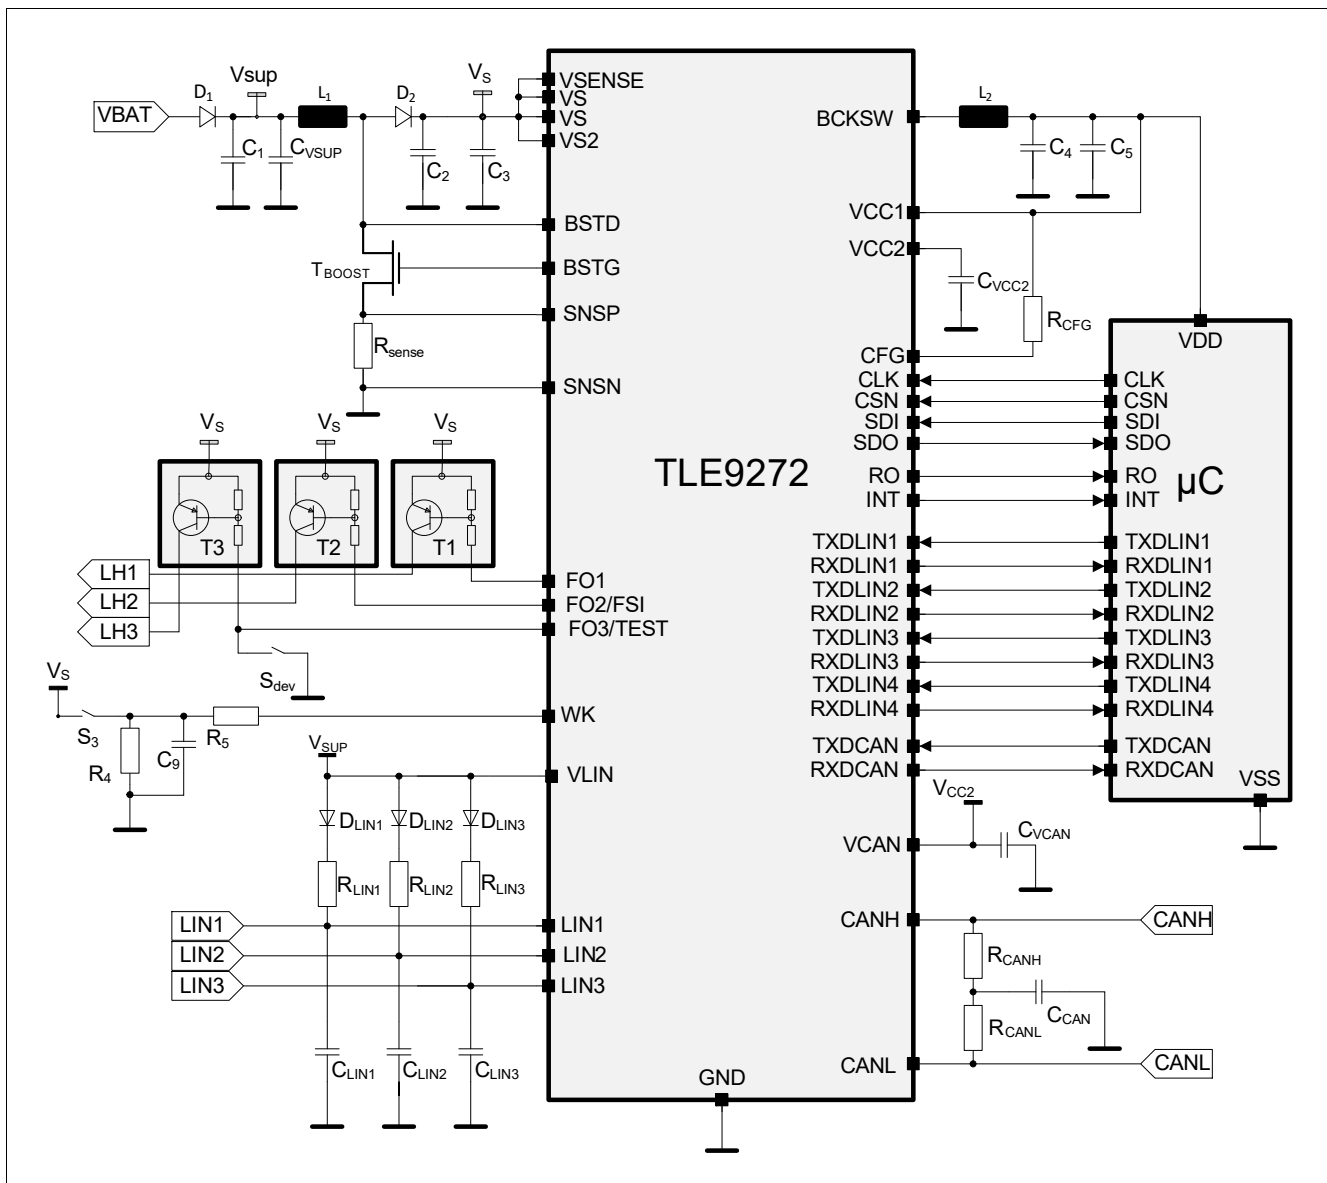 Vsup
VS
D1
L1
D2
L2
VBAT
VSENSE
VS
VS
VS2
BCKSW
C1
CVSUP
C2
C3
C4
C5
BSTD
VCC1
VCC2
TBOOST
BSTG
CVCC2
SNSP
RCFG
Rsense
VDD
CFG
SNSN
CLK
CLK
CSN
CSN
VS
VS
VS
SDI
SDI
SDO
SDO
TLE9272
RO
RO
µC
INT
INT
T3
T2
T1
TXDLIN1
TXDLIN1
LH1
FO1
RXDLIN1
RXDLIN1
LH2
FO2/FSI
TXDLIN2
TXDLIN2
RXDLIN2
RXDLIN2
LH3
FO3/TEST
TXDLIN3
TXDLIN3
RXDLIN3
RXDLIN3
VS
Sdev
TXDLIN4
TXDLIN4
RXDLIN4
RXDLIN4
S3
R5
WK
R4
C9
VSUP
TXDCAN
TXDCAN
RXDCAN
RXDCAN
VLIN
VSS
VCC2
DLIN1
DLIN2
DLIN3
VCAN
CVCAN
RLIN1
RLIN2
RLIN3
LIN1
LIN1
CANH
CANH
LIN2
LIN2
RCANH
LIN3
LIN3
CCAN
RCANL
CLIN1
CLIN2
CLIN3
CANL
CANL
GND